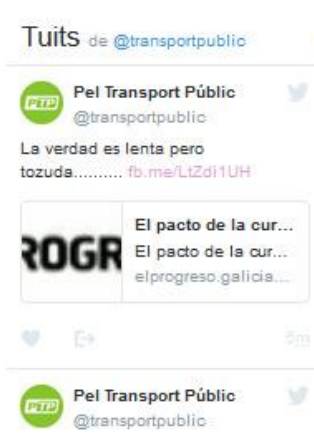 Tuits de @transportpublic
PTP
Pel Transport Públic
@transportpublic
La verdad es lenta pero
tozuda.......... fb.me/LtZdi1UH
ROGR
El pacto de la cur...
El pacto de la cur...
elprogreso.galicia...
5m
PTP
Pel Transport Públic
@transportpublic